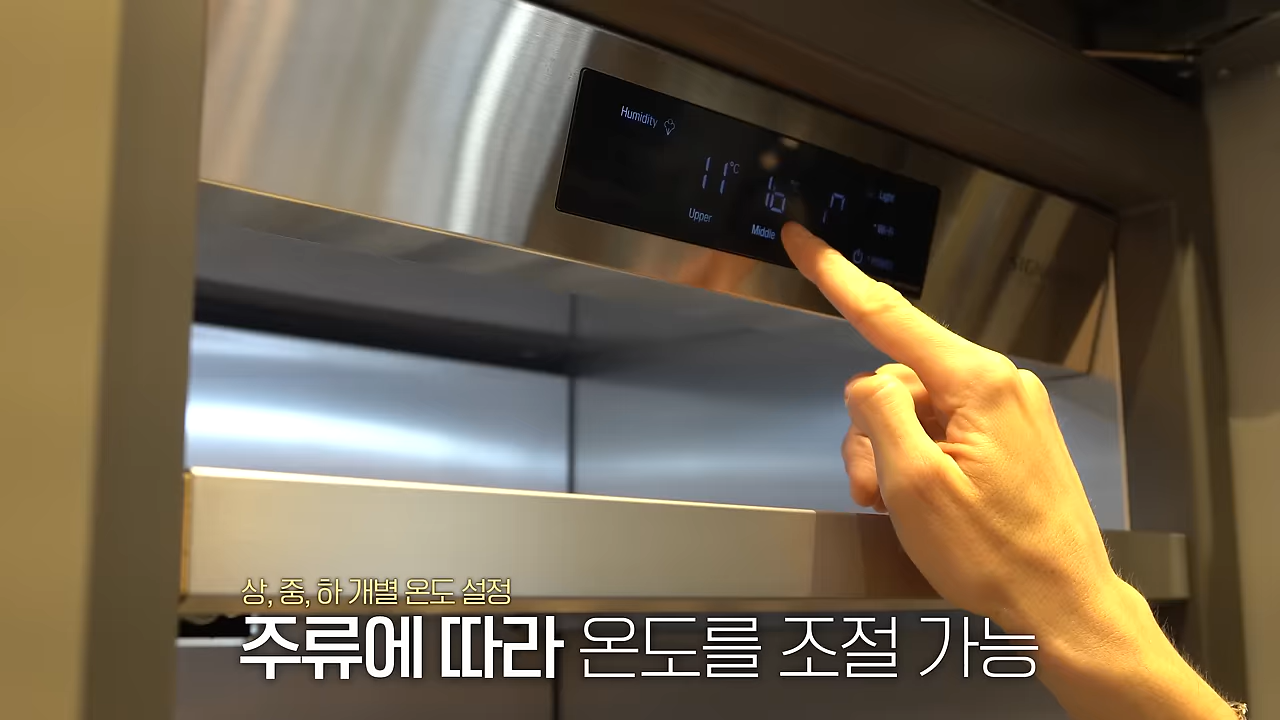 Humidity
11°C 16 7
Upper
Middle
Light
상, 중, 하 개별 온도 설정
주류에 따라 온도를 조절 가능